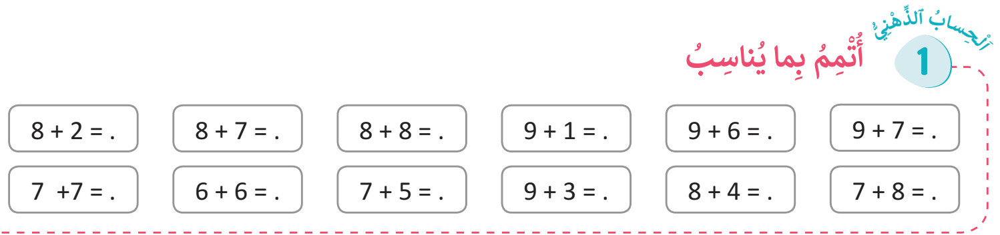 اَلْحِسابُ ٱلذِّهْنِيُّ
1 أُتْمِمُ بِما يُناسِبُ
8 + 2 = . 8 + 7 = . 8 + 8 = . 9 + 1 = . 9 + 6 = . 9 + 7 = .
7 +7 = . 6 + 6 = . 7 + 5 = . 9 + 3 = . 8 + 4 = . 7 + 8 = .